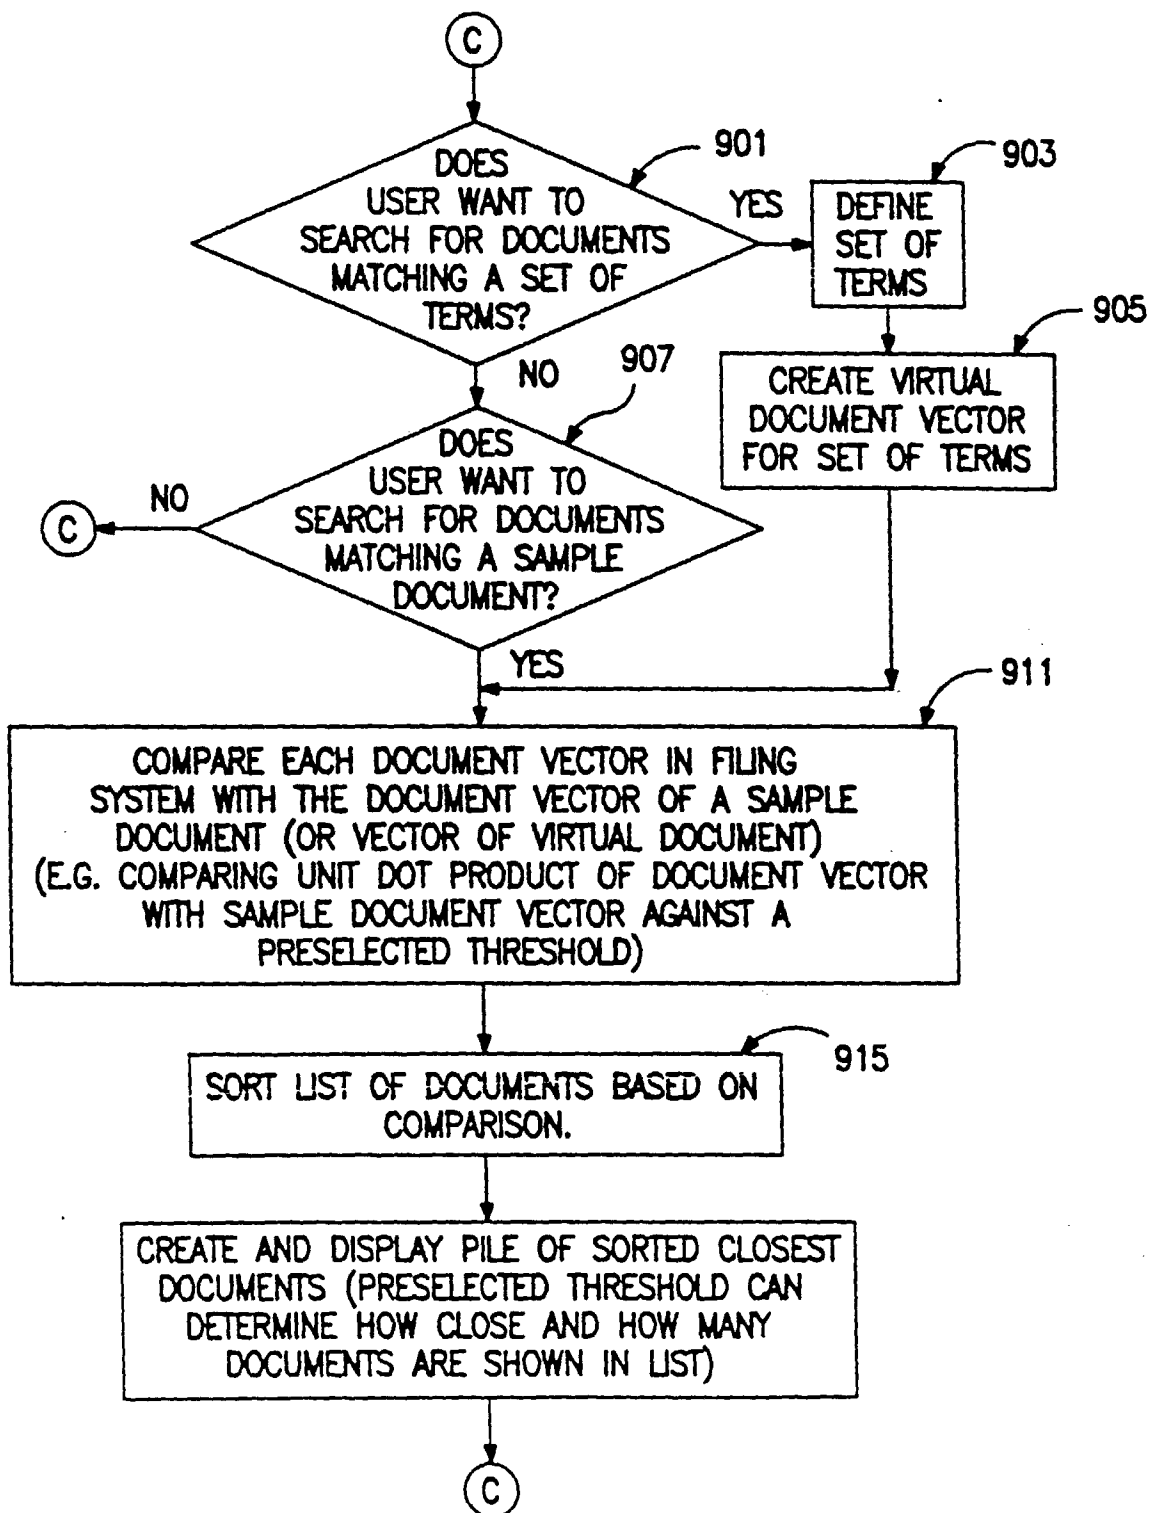 C
901
DOES
USER WANT TO
SEARCH FOR DOCUMENTS
MATCHING A SET OF
TERMS?
YES
903
DEFINE
SET OF
TERMS
905
CREATE VIRTUAL
DOCUMENT VECTOR
FOR SET OF TERMS
NO
907
DOES
USER WANT TO
SEARCH FOR DOCUMENTS
MATCHING A SAMPLE
DOCUMENT?
NO
C
YES
911
COMPARE EACH DOCUMENT VECTOR IN FILING
SYSTEM WITH THE DOCUMENT VECTOR OF A SAMPLE
DOCUMENT (OR VECTOR OF VIRTUAL DOCUMENT)
(E.G. COMPARING UNIT DOT PRODUCT OF DOCUMENT VECTOR
WITH SAMPLE DOCUMENT VECTOR AGAINST A
PRESELECTED THRESHOLD)
915
SORT LIST OF DOCUMENTS BASED ON
COMPARISON.
CREATE AND DISPLAY PILE OF SORTED CLOSEST
DOCUMENTS (PRESELECTED THRESHOLD CAN
DETERMINE HOW CLOSE AND HOW MANY
DOCUMENTS ARE SHOWN IN LIST)
C